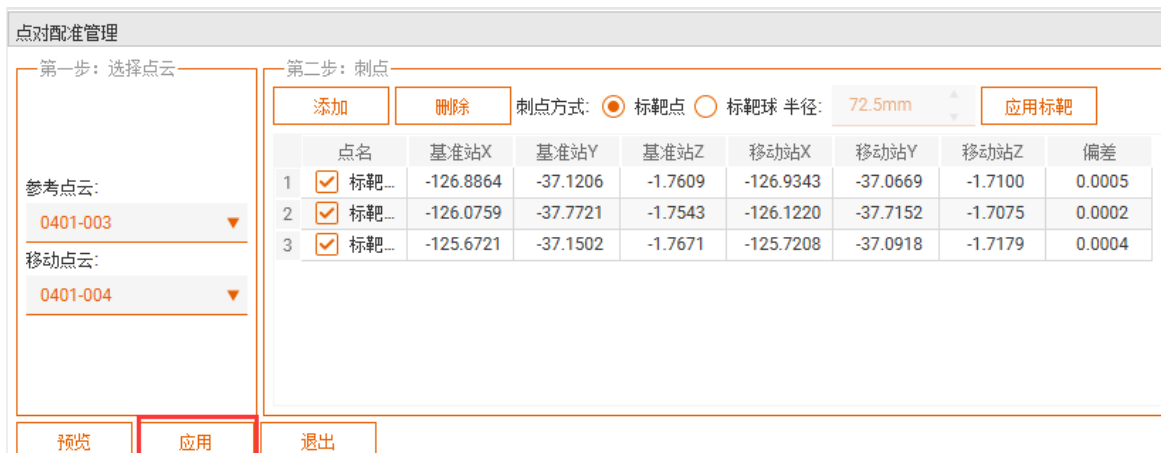 点对配准管理
第一步：选择点云
第二步：刺点
添加 删除 刺点方式: 标靶点 标靶球 半径: 72.5mm 应用标靶
点名 基准站X 基准站Y 基准站Z 移动站X 移动站Y 移动站Z 偏差
1 标靶... -126.8864 -37.1206 -1.7609 -126.9343 -37.0669 -1.7100 0.0005
2 标靶... -126.0759 -37.7721 -1.7543 -126.1220 -37.7152 -1.7075 0.0002
3 标靶... -125.6721 -37.1502 -1.7671 -125.7208 -37.0918 -1.7179 0.0004
参考点云:
0401-003
移动点云:
0401-004
预览 应用 退出